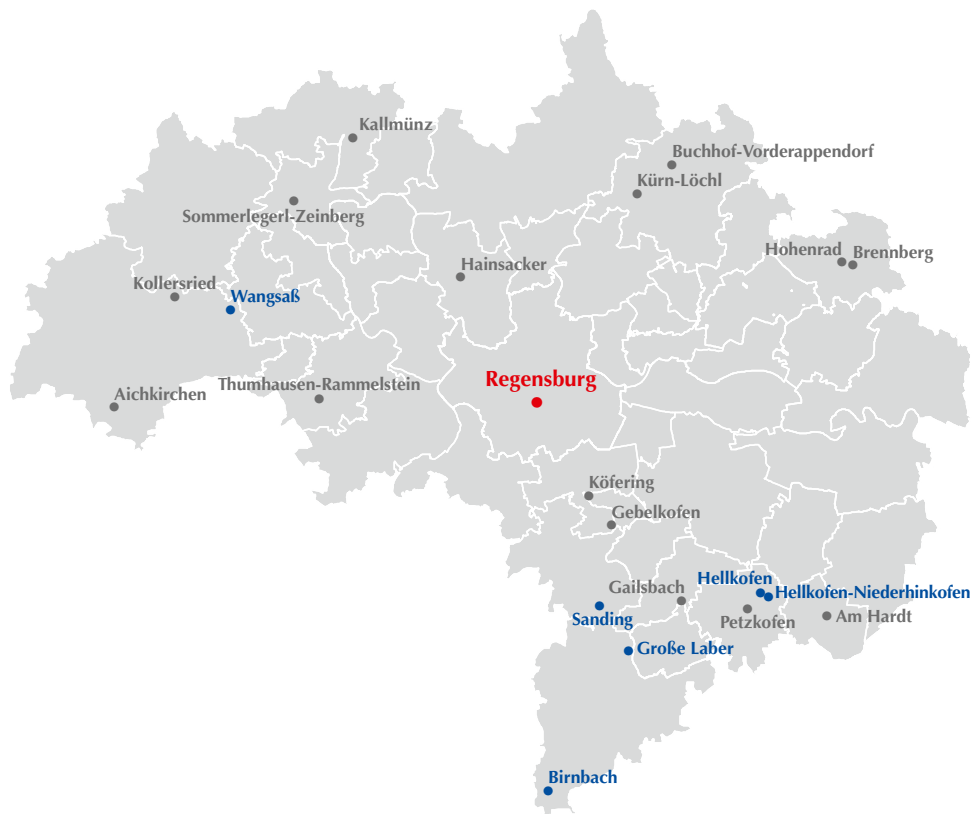 Kallmünz
Buchhof-Vorderappendorf
Kürn-Löchl
Sommerlegerl-Zeinberg
Hohenrad
Brennberg
Hainsacker
Kollersried
Wangsaß
Regensburg
Thumhausen-Rammelstein
Aichkirchen
Köfering
Gebelkofen
Hellkofen
Gailsbach
Hellkofen-Niederhinkofen
Sanding
Petzkofen
Am Hardt
Große Laber
Birnbach